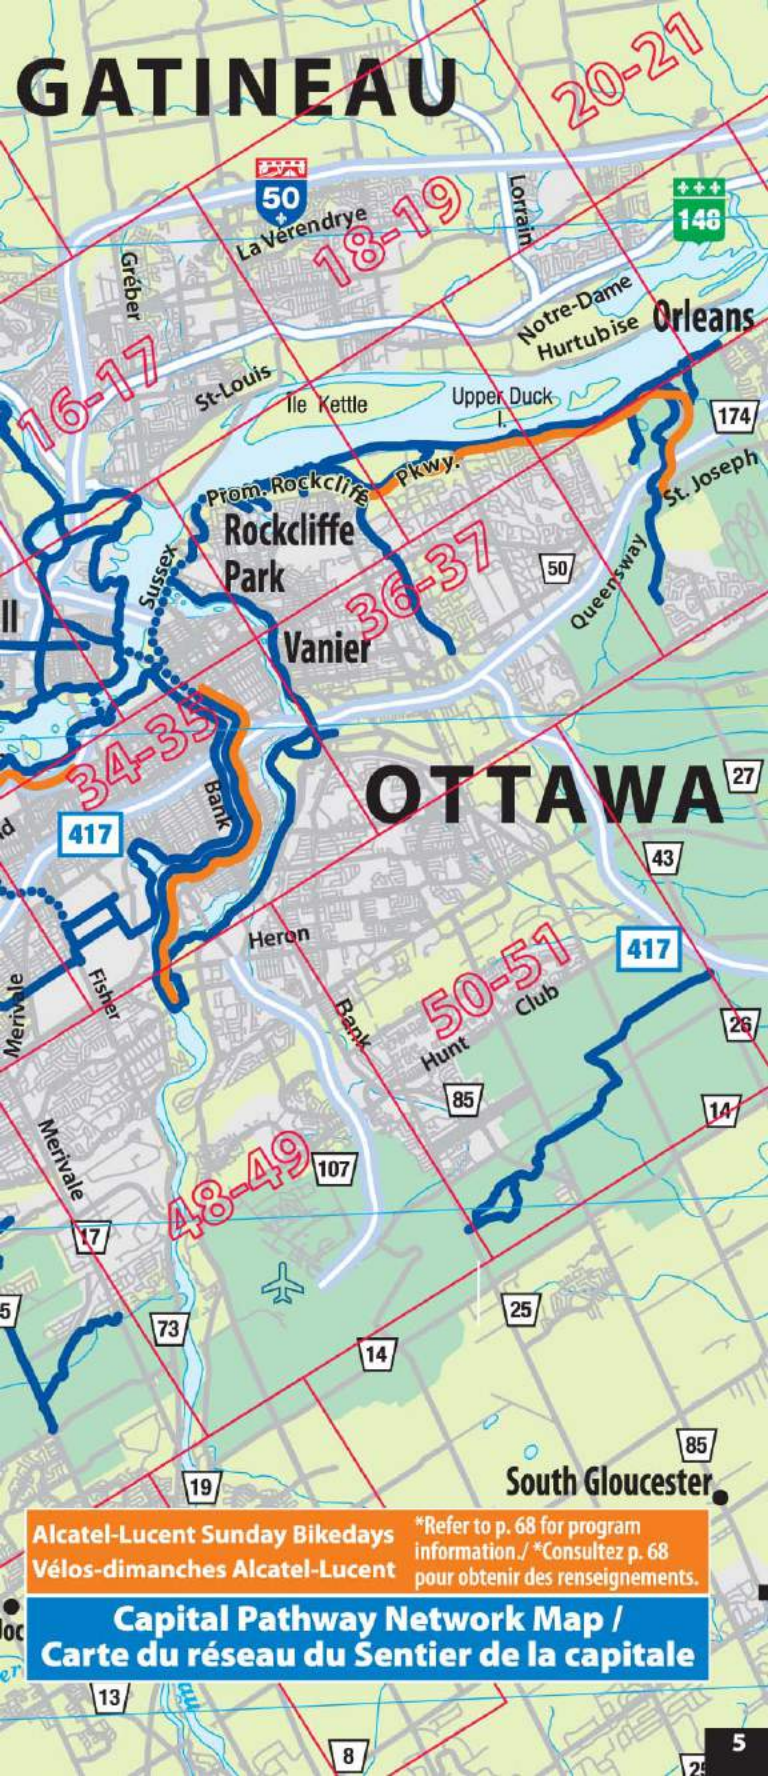 GATINEAU
20-21
50
La Vérendrye
18-19
Lorrain
148
Gréber
Notre-Dame
Hurtubise
Orleans
16-17
St-Louis
Île Kettle
Upper Duck
I.
174
Prom. Rockcliffe
Pkwy.
St. Joseph
Rockcliffe
Park
Sussex
36-37
50
Queensway
ll
Vanier
34-35
OTTAWA
27
Bank
417
43
d
Heron
417
50-51
Club
Hunt
Bank
Fisher
Merivale
26
85
14
Merivale
48-49
107
17
5
73
25
14
85
19
South Gloucester
Alcatel-Lucent Sunday Bikedays
Vélos-dimanches Alcatel-Lucent
*Refer to p. 68 for program
information./ *Consultez p. 68
pour obtenir des renseignements.
Capital Pathway Network Map /
Carte du réseau du Sentier de la capitale
13
au
8
5